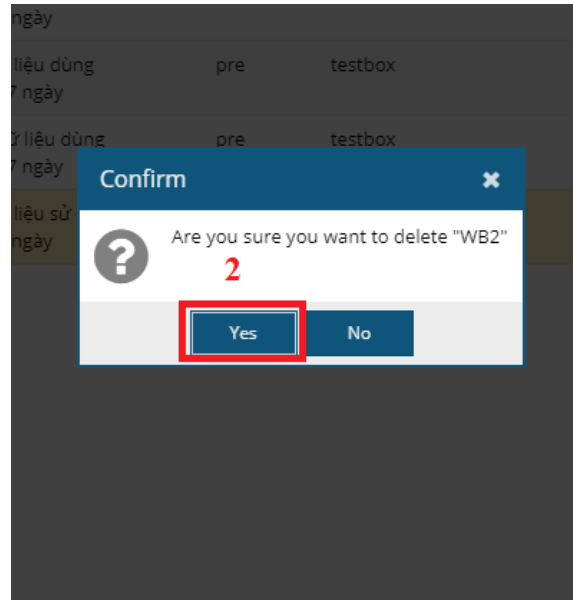 ngày
liệu dùng pre testbox
7 ngày
ữ liệu dùng pre testbox
7 ngày
Confirm
liệu sử
ngày
Are you sure you want to delete "WB2"
2
Yes No